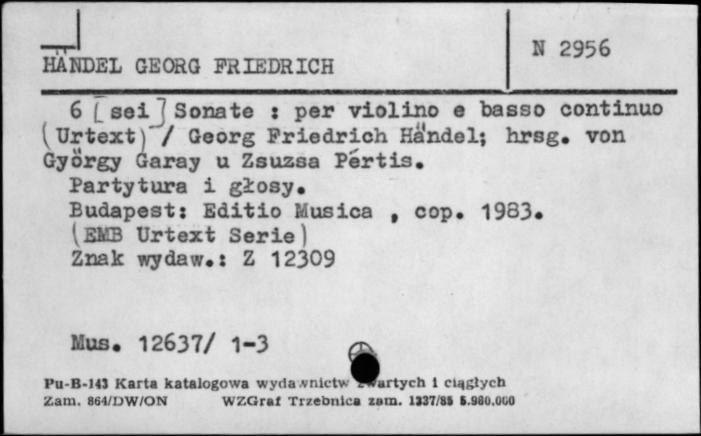 HÄNDEL GEORG FRIEDRICH
N 2956
6 [sei] Sonate : per violino e basso continuo
(Urtext) / Georg Friedrich Händel; hrsg. von
György Garay u Zsuzsa Pértis.
Partytura i głosy.
Budapest: Editio Musica , cop. 1983.
(EMB Urtext Serie)
Znak wydaw.: Z 12309
Mus. 12637/ 1-3
Pu-B-143 Karta katalogowa wydawnictw zwartych i ciągłych
Zam. 864/DW/ON WZGraf Trzebnica zam. 1337/85 5.980.000